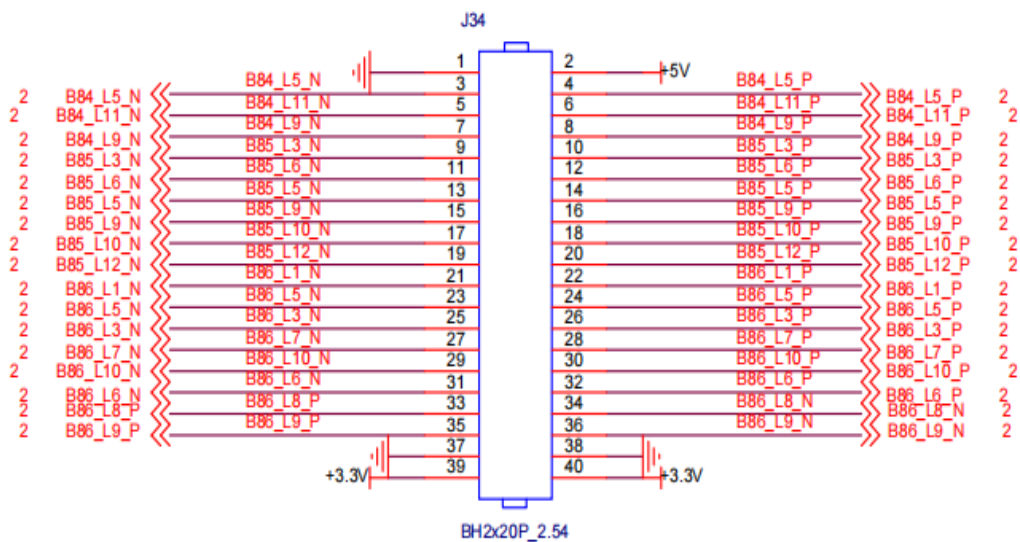 J34
1 2
+5V
2 B84_L5_N B84_L5_N 3 4 B84_L5_P B84_L5_P 2
2 B84_L11_N B84_L11_N 5 6 B84_L11_P B84_L11_P 2
2 B84_L9_N B84_L9_N 7 8 B84_L9_P B84_L9_P 2
2 B85_L3_N B85_L3_N 9 10 B85_L3_P B85_L3_P 2
2 B85_L6_N B85_L6_N 11 12 B85_L6_P B85_L6_P 2
2 B85_L5_N B85_L5_N 13 14 B85_L5_P B85_L5_P 2
2 B85_L9_N B85_L9_N 15 16 B85_L9_P B85_L9_P 2
2 B85_L10_N B85_L10_N 17 18 B85_L10_P B85_L10_P 2
2 B85_L12_N B85_L12_N 19 20 B85_L12_P B85_L12_P 2
2 B86_L1_N B86_L1_N 21 22 B86_L1_P B86_L1_P 2
2 B86_L5_N B86_L5_N 23 24 B86_L5_P B86_L5_P 2
2 B86_L3_N B86_L3_N 25 26 B86_L3_P B86_L3_P 2
2 B86_L7_N B86_L7_N 27 28 B86_L7_P B86_L7_P 2
2 B86_L10_N B86_L10_N 29 30 B86_L10_P B86_L10_P 2
2 B86_L6_N B86_L6_N 31 32 B86_L6_P B86_L6_P 2
2 B86_L8_P B86_L8_P 33 34 B86_L8_N B86_L8_N 2
2 B86_L9_P B86_L9_P 35 36 B86_L9_N B86_L9_N 2
37 38
+3.3V 39 40 +3.3V
BH2x20P_2.54